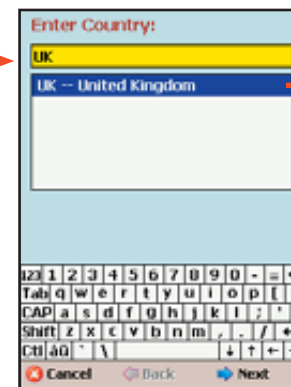 Enter Country:
UK
UK -- United Kingdom
123 1 2 3 4 5 6 7 8 9 0 - =
Tab q w e r t y u i o p [
CAP a s d f g h j k l ; '
Shift z x c v b n m , . /
Ctl áü ` \
Cancel Back Next